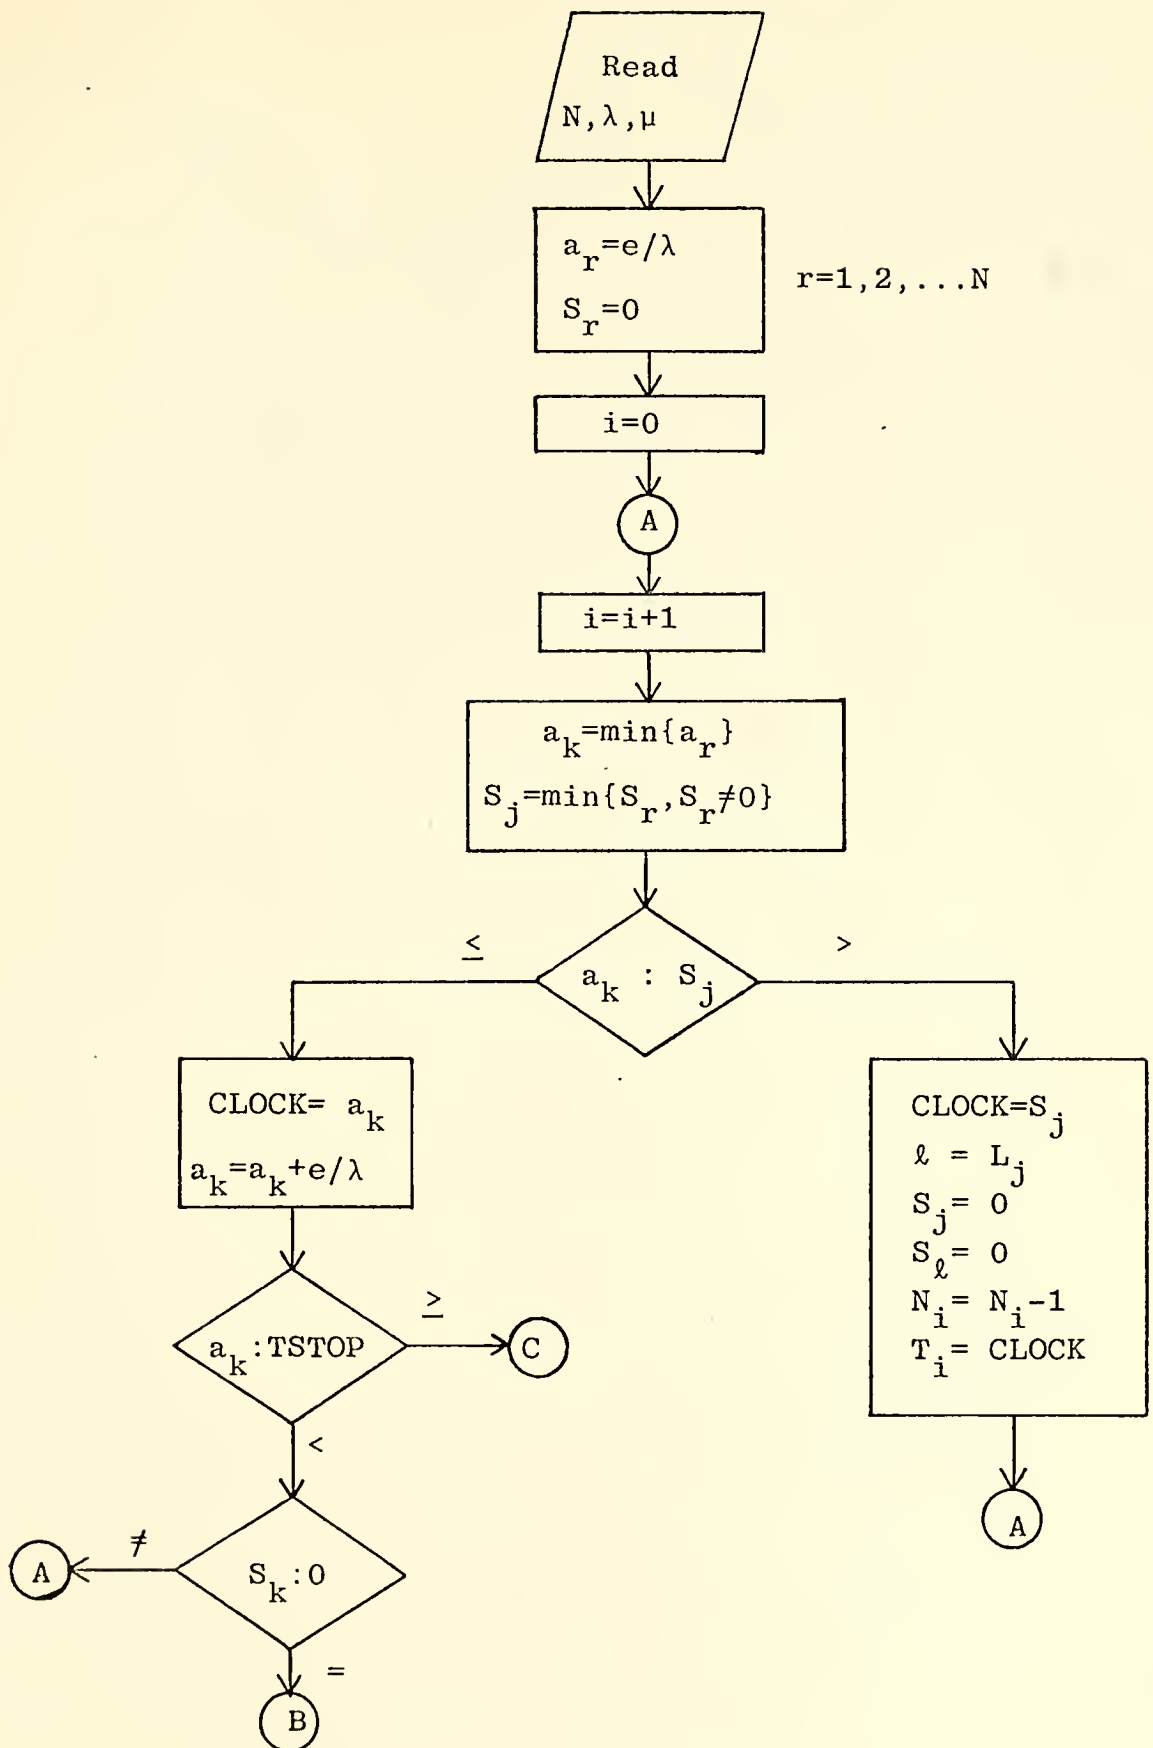 Read
N,λ,μ
a_r=e/λ
S_r=0
r=1,2,...N
i=0
A
i=i+1
a_k=min{a_r}
S_j=min{S_r,S_r≠0}
≤
a_k : S_j
>
CLOCK= a_k
a_k=a_k+e/λ
CLOCK=S_j
ℓ = L_j
S_j= 0
S_ℓ= 0
N_i= N_i-1
T_i= CLOCK
A
a_k:TSTOP
≥
C
<
S_k:0
≠
A
=
B